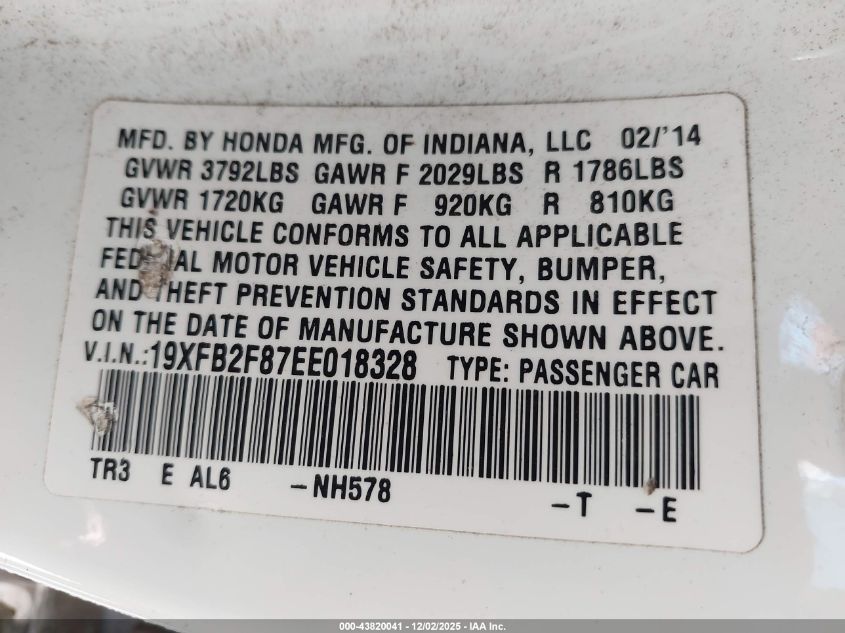 MFD. BY HONDA MFG. OF INDIANA, LLC 02/'14
GVWR 3792LBS GAWR F 2029LBS R 1786LBS
GVWR 1720KG GAWR F 920KG R 810KG
THIS VEHICLE CONFORMS TO ALL APPLICABLE
FEDERAL MOTOR VEHICLE SAFETY, BUMPER,
AND THEFT PREVENTION STANDARDS IN EFFECT
ON THE DATE OF MANUFACTURE SHOWN ABOVE.
V.I.N.:19XFB2F87EE018328 TYPE: PASSENGER CAR
TR3 E AL6 -NH578 -T -E
000-43820041 - 12/02/2025 - IAA Inc.